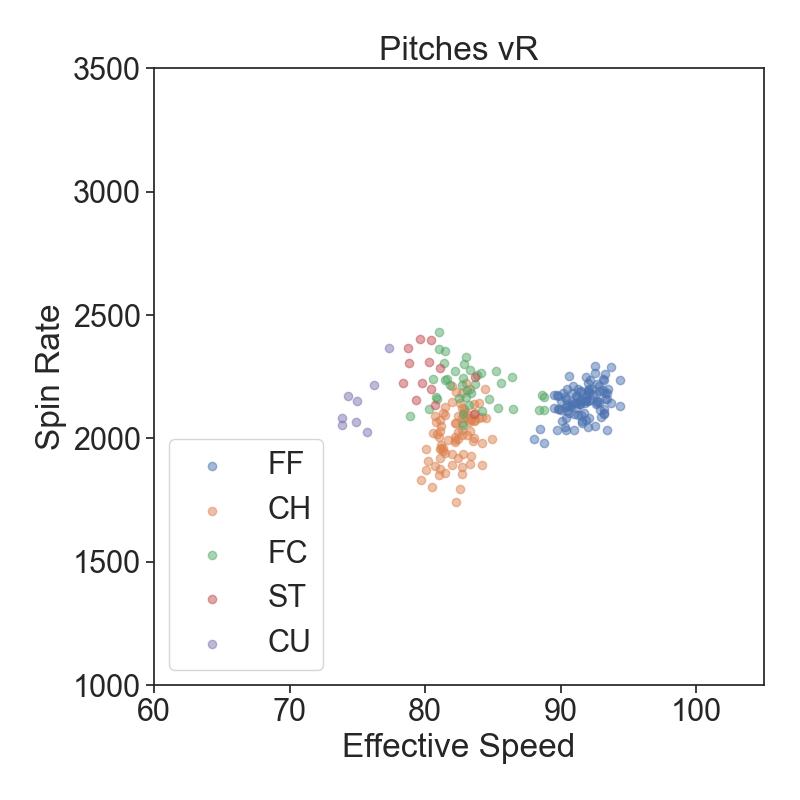 Pitches vR
Spin Rate
3500
3000
2500
2000
1500
1000
FF
CH
FC
ST
CU
60 70 80 90 100
Effective Speed